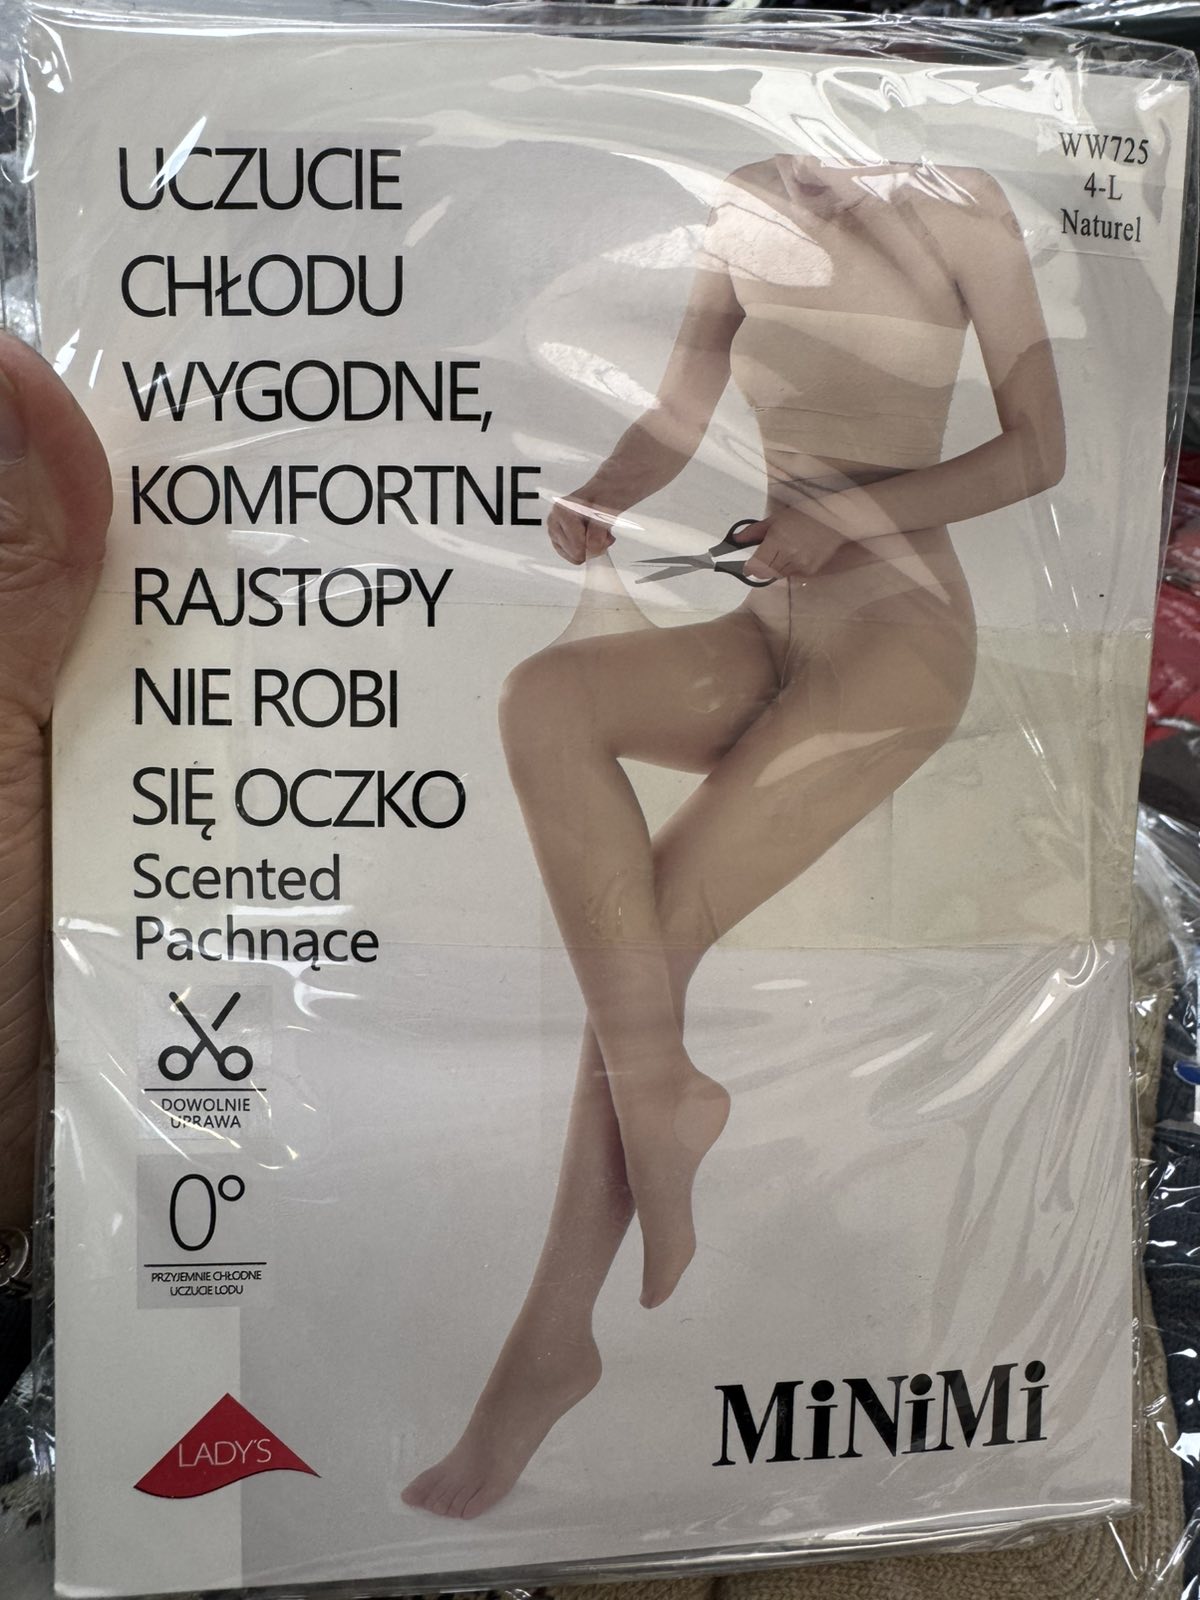 UCZUCIE
CHŁODU
WYGODNE,
KOMFORTNE
RAJSTOPY
NIE ROBI
SIĘ OCZKO
Scented
Pachnące
DOWOLNIE
UPRAWA
0°
PRZYJEMNIE CHŁODNE
UCZUCIE LODU
LADY'S
WW725
4-L
Naturel
MiNiMi